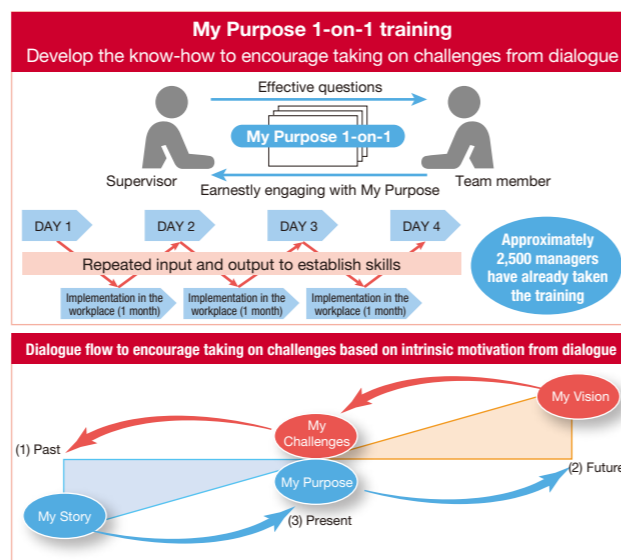 My Purpose 1-on-1 training
Develop the know-how to encourage taking on challenges from dialogue
Effective questions
My Purpose 1-on-1
Supervisor
Team member
Earnestly engaging with My Purpose
DAY 1
DAY 2
DAY 3
DAY 4
Repeated input and output to establish skills
Implementation in the
workplace (1 month)
Implementation in the
workplace (1 month)
Implementation in the
workplace (1 month)
Approximately
2,500 managers
have already taken
the training
Dialogue flow to encourage taking on challenges based on intrinsic motivation from dialogue
My Vision
My
Challenges
(1) Past
(2) Future
My Purpose
My Story
(3) Present